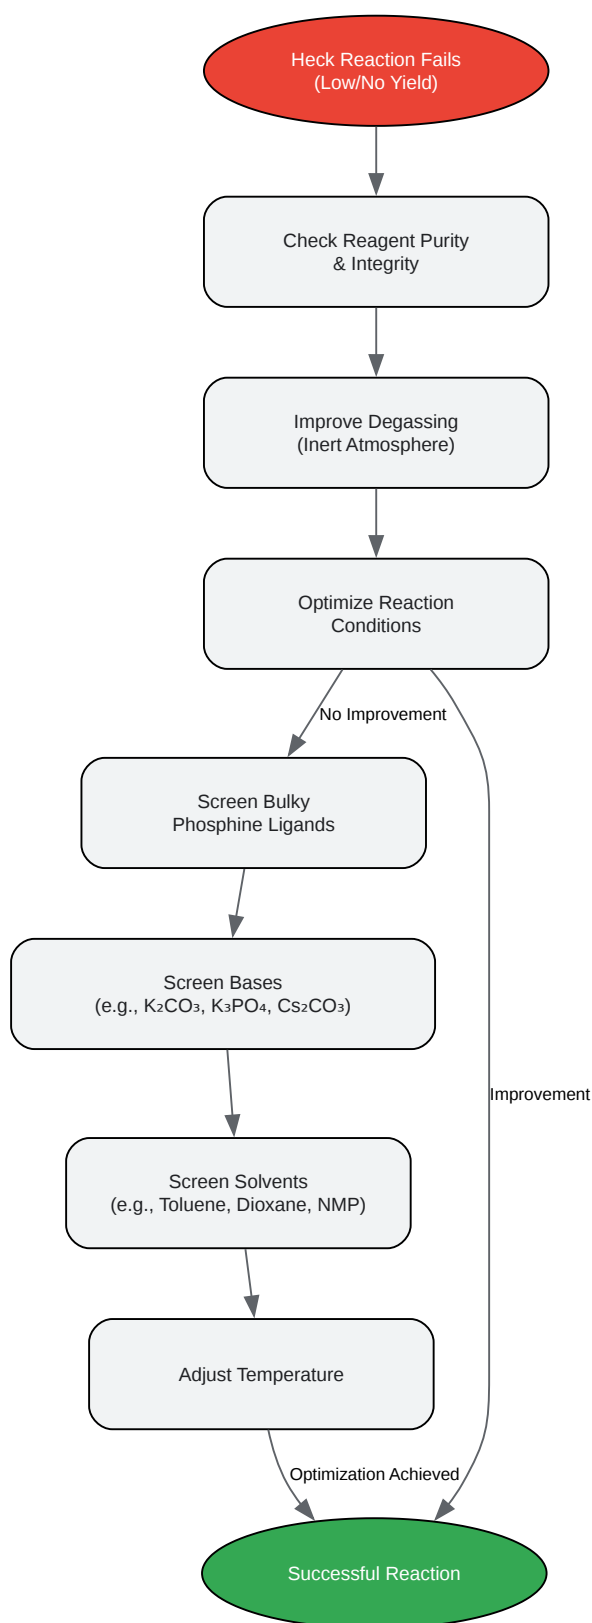 Heck Reaction Fails
(Low/No Yield)
Check Reagent Purity
& Integrity
Improve Degassing
(Inert Atmosphere)
Optimize Reaction
Conditions
No Improvement
Screen Bulky
Phosphine Ligands
Screen Bases
(e.g., K₂CO₃, K₃PO₄, Cs₂CO₃)
Improvement
Screen Solvents
(e.g., Toluene, Dioxane, NMP)
Adjust Temperature
Optimization Achieved
Successful Reaction